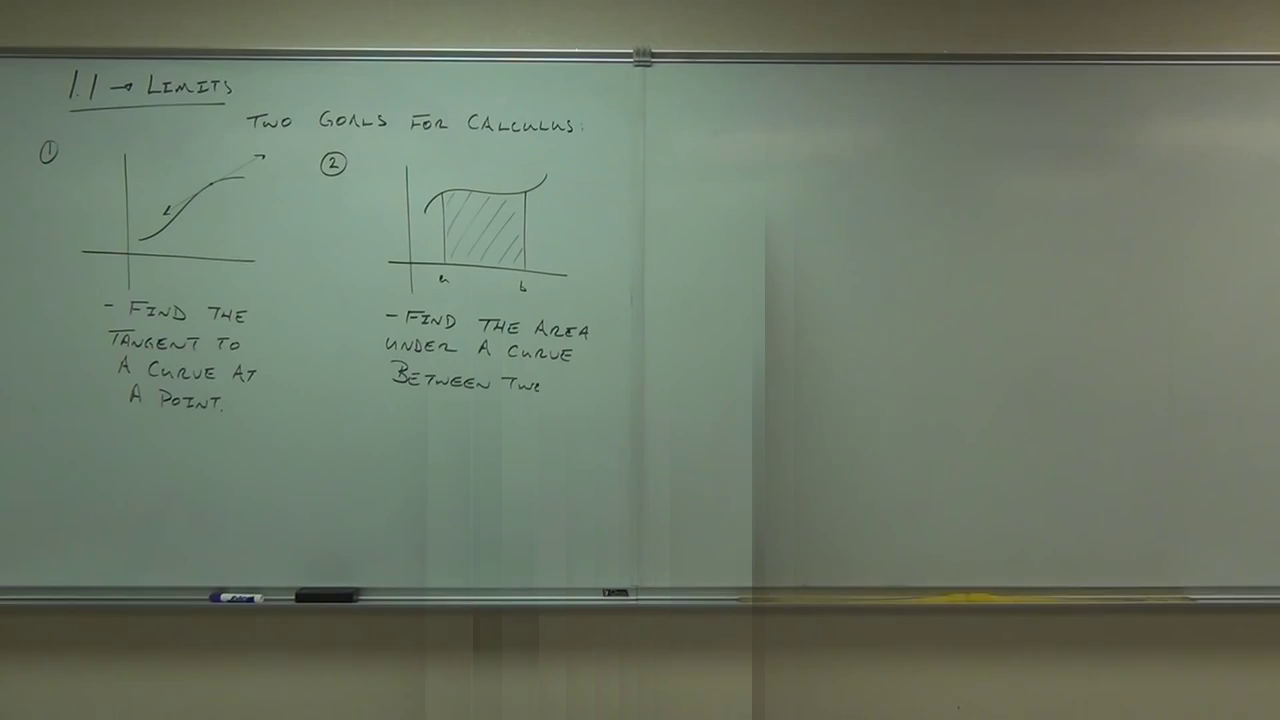 1.1 → LIMITS
TWO GOALS FOR CALCULUS:
①
②
a
b
- FIND THE
TANGENT TO
A CURVE AT
A POINT.
- FIND THE AREA
UNDER A CURVE
BETWEEN TWO